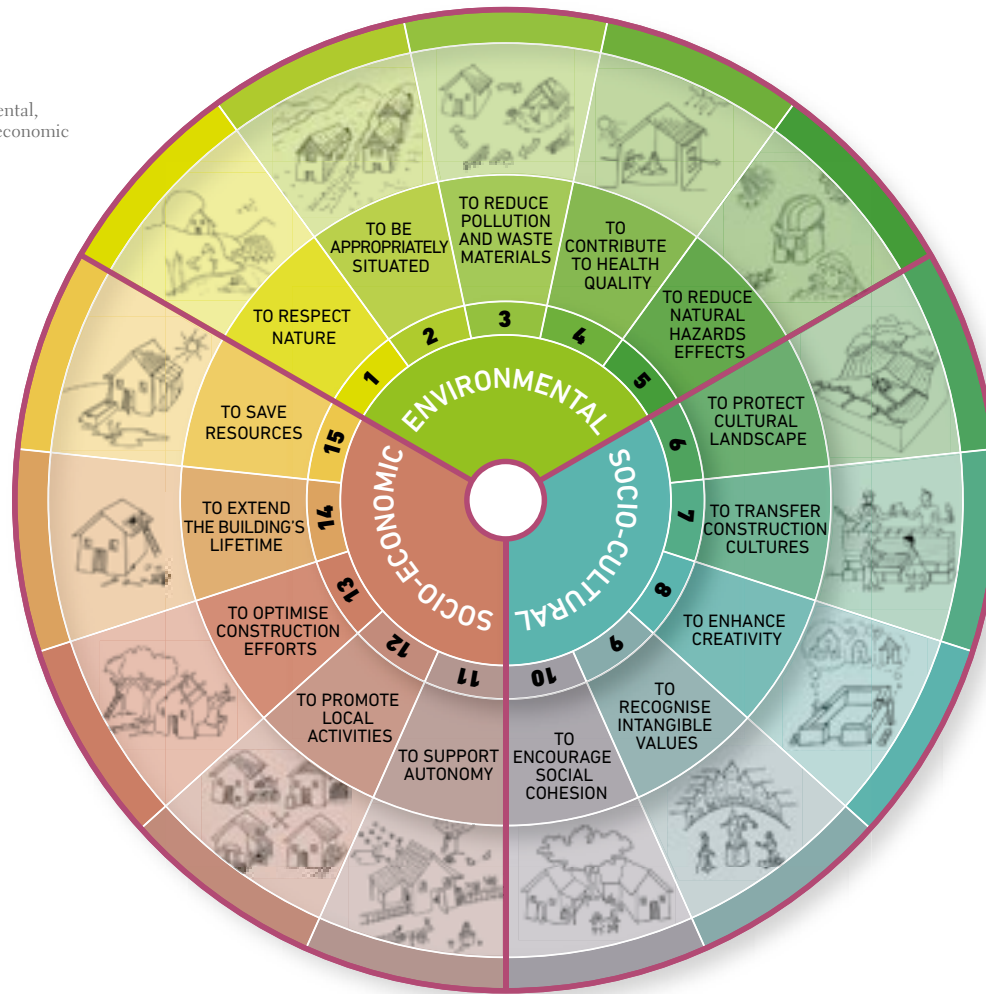 ental,
economic
ENVIRONMENTAL
SOCIO-CULTURAL
SOCIO-ECONOMIC
1
TO RESPECT
NATURE
2
TO BE
APPROPRIATELY
SITUATED
3
TO REDUCE
POLLUTION
AND WASTE
MATERIALS
4
TO
CONTRIBUTE
TO HEALTH
QUALITY
5
TO REDUCE
NATURAL
HAZARDS
EFFECTS
6
TO PROTECT
CULTURAL
LANDSCAPE
7
TO TRANSFER
CONSTRUCTION
CULTURES
8
TO ENHANCE
CREATIVITY
9
TO
RECOGNISE
INTANGIBLE
VALUES
10
TO
ENCOURAGE
SOCIAL
COHESION
11
TO SUPPORT
AUTONOMY
12
TO PROMOTE
LOCAL
ACTIVITIES
13
TO OPTIMISE
CONSTRUCTION
EFFORTS
14
TO EXTEND
THE BUILDING'S
LIFETIME
15
TO SAVE
RESOURCES